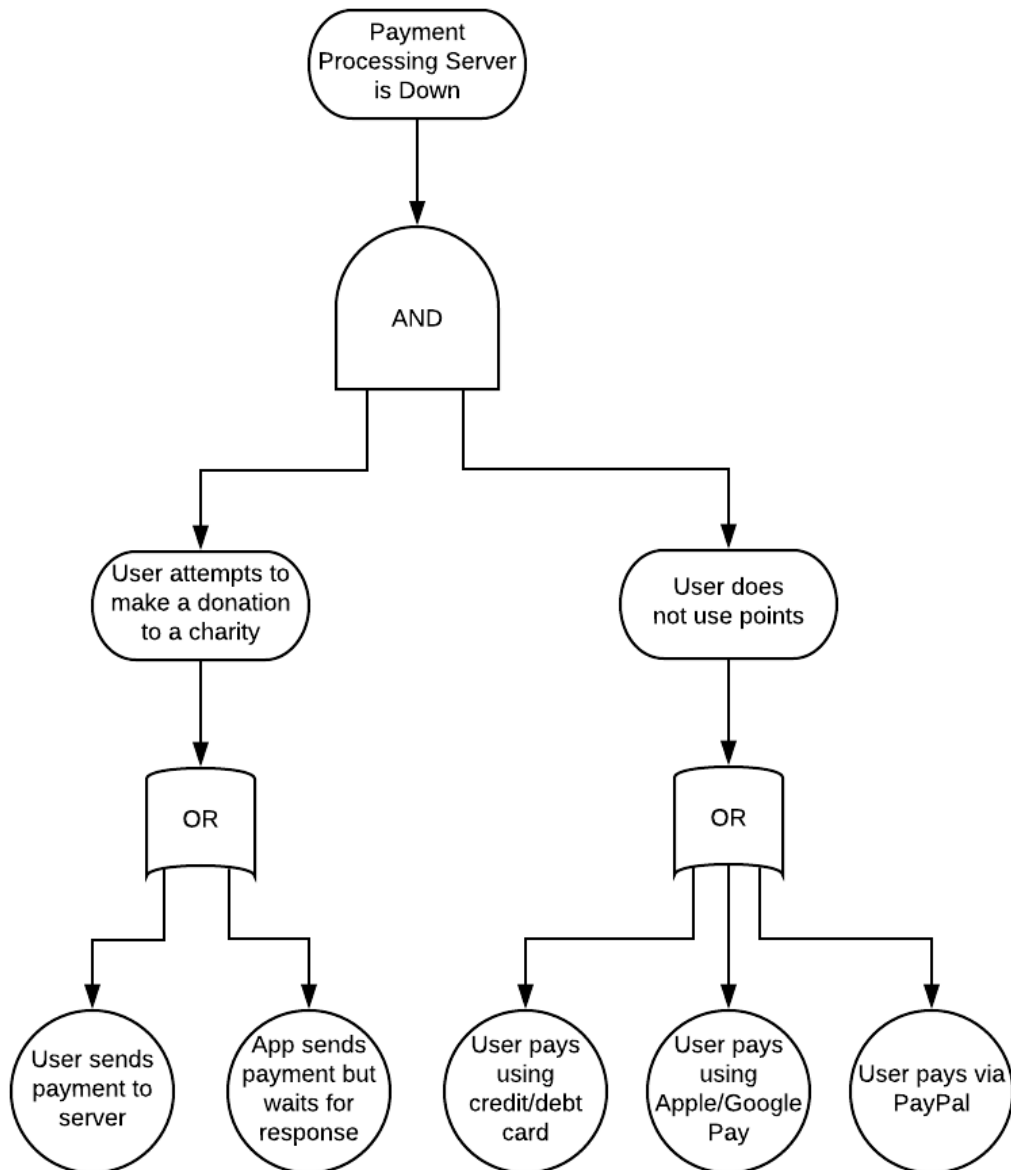 Payment
Processing Server
is Down
AND
User attempts to
make a donation
to a charity
User does
not use points
OR
OR
User sends
payment to
server
App sends
payment but
waits for
response
User pays
using
credit/debt
card
User pays
using
Apple/Google
Pay
User pays via
PayPal